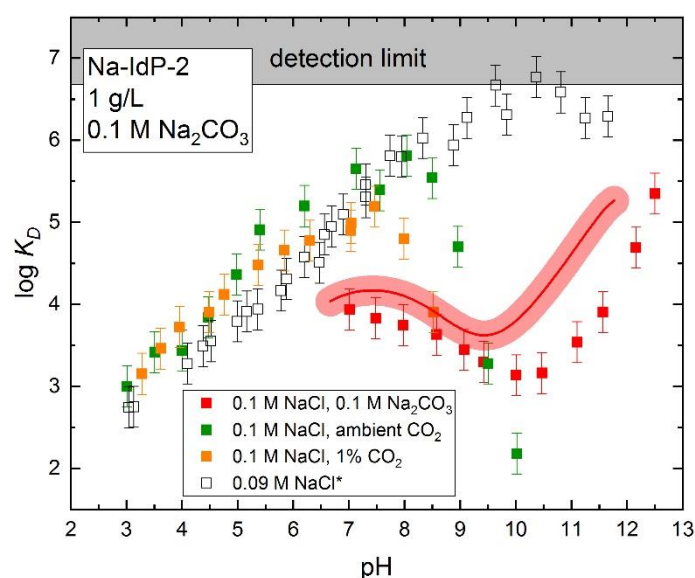 7
6
5
4
3
2
log K_D
detection limit
Na-IdP-2
1 g/L
0.1 M Na₂CO₃
0.1 M NaCl, 0.1 M Na₂CO₃
0.1 M NaCl, ambient CO₂
0.1 M NaCl, 1% CO₂
0.09 M NaCl*
2 3 4 5 6 7 8 9 10 11 12 13
pH